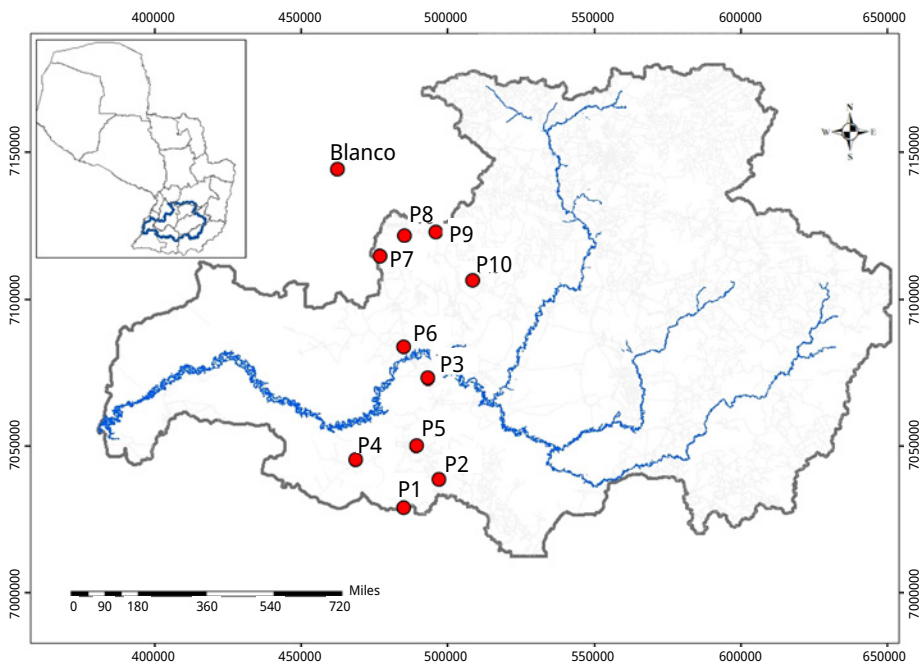 400000 450000 500000 550000 600000 650000
N
W E
S
7150000 7150000
Blanco
P8
P9
P7
P10
7100000 7100000
P6
P3
P5
P4
P2
7050000 7050000
P1
Miles
0 90 180 360 540 720
7000000 7000000
400000 450000 500000 550000 600000 650000